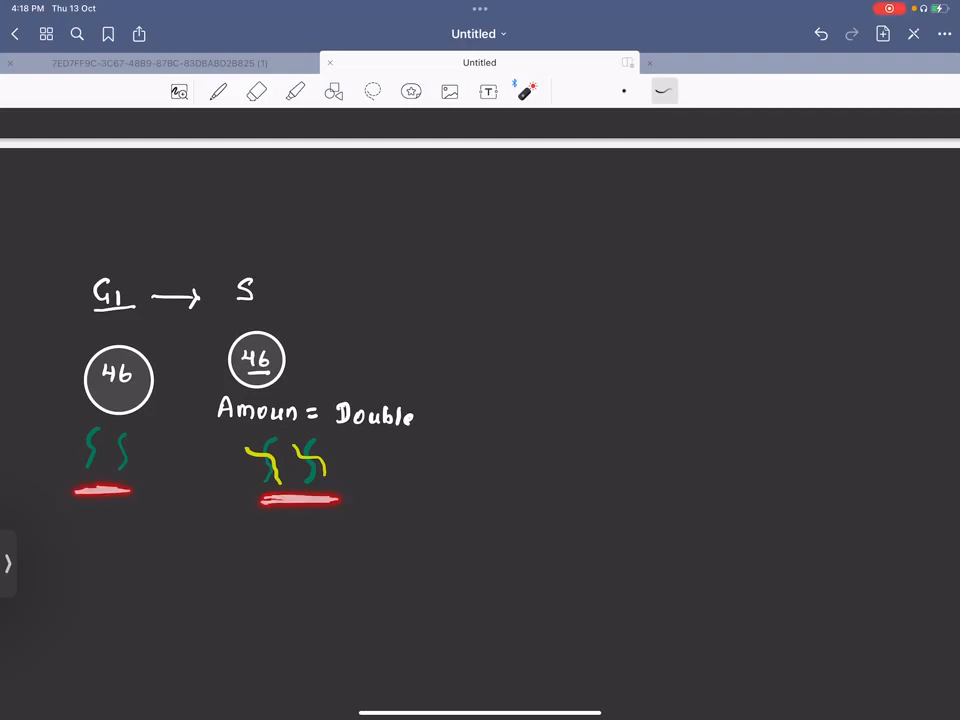 4:18 PM Thu 13 Oct
Untitled
7ED7FF9C-3C67-48B9-87BC-83DBABD2B825 (1)
Untitled
T
G1 → S
46 46
Amoun = Double